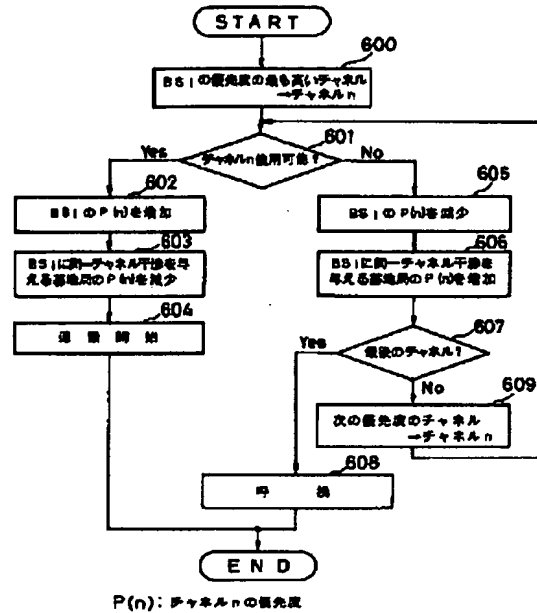 START
600
BSiの優先度の最も高いチャネル
→チャネルn
601
チャネルn使用可能?
Yes
No
602
BSiのP(n)を増加
603
BSiに同一チャネル干渉を与
える基地局のP(n)を減少
604
通話開始
605
BSiのP(n)を減少
606
BSiに同一チャネル干渉を
与える基地局のP(n)を増加
607
最後のチャネル?
Yes
No
609
次の優先度のチャネル
→チャネルn
608
呼損
END
P(n):チャネルnの優先度